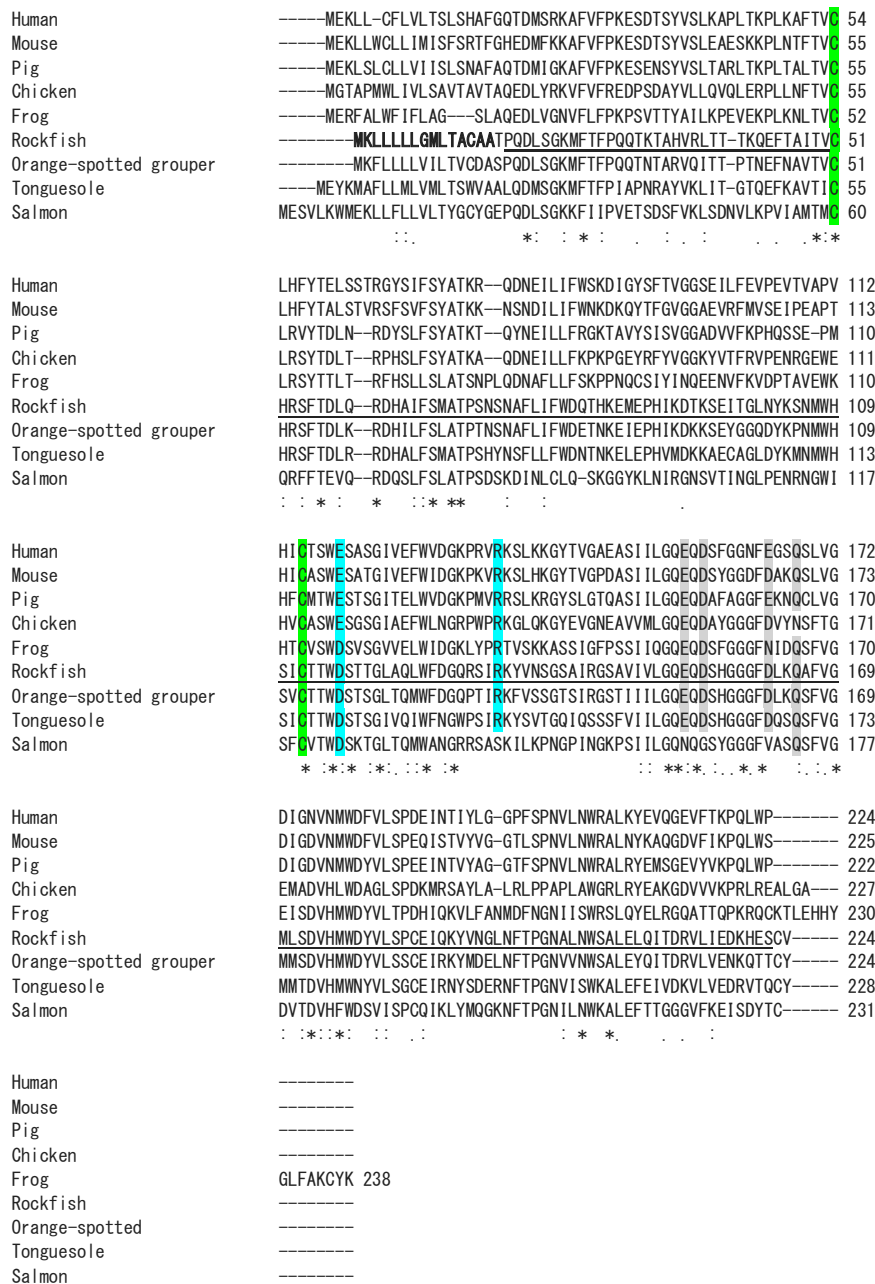 Human -----MEKLL-CFLVLTSLSHAFGQTDMSRKAFVFPKESDTSYVSLKAPLTKPLKAFTVC 54
Mouse -----MEKLLWCLLIMISFSRTFGHEDMFKKAFVFPKESDTSYVSLEAESKKPLNTFTVC 55
Pig -----MEKLSLCLLVIISLSNAFAQTDMIGKAFVFPKESENSYVSLTARLTKPLTALTVC 55
Chicken -----MGTAPMWLIVLSAVTAVTAQEDLYRKVFVFREDPSDAYVLLQVQLERPLLNFTVC 55
Frog -----MERFALWFIFLAG---SLAQEDLVGNVFLFPKPSVTTYAILKPEVEKPLKNLTVC 52
Rockfish --------MKLLLLLGMLTACAATPQDLSGKMFTFPQQTKTAHVRLTT-TKQEFTAITVC 51
Orange-spotted grouper --------MKFLLLLVILTVCDASPQDLSGKMFTFPQQTNTARVQITT-PTNEFNAVTVC 51
Tonguesole ----MEYKMAFLLMLVMLTSWVAALQDMSGKMFTFPIAPNRAYVKLIT-GTQEFKAVTIC 55
Salmon MESVLKWMEKLLFLLVLTYGCYGEPQDLSGKKFIIPVETSDSFVKLSDNVLKPVIAMTMC 60
::. *: : * : . : . : . . .*:*
Human LHFYTELSSTRGYSIFSYATKR--QDNEILIFWSKDIGYSFTVGGSEILFEVPEVTVAPV 112
Mouse LHFYTALSTVRSFSVFSYATKK--NSNDILIFWNKDKQYTFGVGGAEVRFMVSEIPEAPT 113
Pig LRVYTDLN--RDYSLFSYATKT--QYNEILLFRGKTAVYSISVGGADVVFKPHQSSE-PM 110
Chicken LRSYTDLT--RPHSLFSYATKA--QDNEILLFKPKPGEYRFYVGGKYVTFRVPENRGEWE 111
Frog LRSYTTLT--RFHSLLSLATSNPLQDNAFLLFSKPPNQCSIYINQEENVFKVDPTAVEWK 110
Rockfish HRSFTDLQ--RDHAIFSMATPSNSNAFLIFWDQTHKEMEPHIKDTKSEITGLNYKSNMWH 109
Orange-spotted grouper HRSFTDLK--RDHILFSLATPTNSNAFLIFWDETNKEIEPHIKDKKSEYGGQDYKPNMWH 109
Tonguesole HRSFTDLR--RDHALFSMATPSHYNSFLLFWDNTNKELEPHVMDKKAECAGLDYKMNMWH 113
Salmon QRFFTEVQ--RDQSLFSLATPSDSKDINLCLQ-SKGGYKLNIRGNSVTINGLPENRNGWI 117
: : * : * ::* ** : : .
Human HICTSWESASGIVEFWVDGKPRVRKSLKKGYTVGAEASIILGQEQDSFGGNFEGSQSLVG 172
Mouse HICASWESATGIVEFWIDGKPKVRKSLHKGYTVGPDASIILGQEQDSYGGDFDAKQSLVG 173
Pig HFCMTWESTSGITELWVDGKPMVRRSLKRGYSLGTQASIILGQEQDAFAGGFEKNQCLVG 170
Chicken HVCASWESGSGIAEFWLNGRPWPRKGLQKGYEVGNEAVVMLGQEQDAYGGGFDVYNSFTG 171
Frog HTCVSWDSVSGVVELWIDGKLYPRTVSKKASSIGFPSSIIQGQEQDSFGGGFNIDQSFVG 170
Rockfish SICTTWDSTTGLAQLWFDGQRSIRKYVNSGSAIRGSAVIVLGQEQDSHGGGFDLKQAFVG 169
Orange-spotted grouper SVCTTWDSTSGLTQMWFDGQPTIRKFVSSGTSIRGSTIIILGQEQDSHGGGFDLKQSFVG 169
Tonguesole SICTTWDSTSGIVQIWFNGWPSIRKYSVTGQIQSSSFVIILGQEQDSHGGGFDQSQSFVG 173
Salmon SFCVTWDSKTGLTQMWANGRRSASKILKPNGPINGKPSIILGQNQGSYGGGFVASQSFVG 177
* :*:* :*:. ::* :* :: **:*.:..*.* :.:.*
Human DIGNVNMWDFVLSPDEINTIYLG-GPFSPNVLNWRALKYEVQGEVFTKPQLWP------- 224
Mouse DIGDVNMWDFVLSPEQISTVYVG-GTLSPNVLNWRALNYKAQGDVFIKPQLWS------- 225
Pig DIGDVNMWDYVLSPEEINTVYAG-GTFSPNVLNWRALRYEMSGEVYVKPQLWP------- 222
Chicken EMADVHLWDAGLSPDKMRSAYLA-LRLPPAPLAWGRLRYEAKGDVVVKPRLREALGA--- 227
Frog EISDVHMWDYVLTPDHIQKVLFANMDFNGNIISWRSLQYELRGQATTQPKRQCKTLEHHY 230
Rockfish MLSDVHMWDYVLSPCEIQKYVNGLNFTPGNALNWSALELQITDRVLIEDKHESCV----- 224
Orange-spotted grouper MMSDVHMWDYVLSSCEIRKYMDELNFTPGNVVNWSALEYQITDRVLVENKQTTCY----- 224
Tonguesole MMTDVHMWNYVLSGCEIRNYSDERNFTPGNVISWKALEFEIVDKVLVEDRVTQCY----- 228
Salmon DVTDVHFWDSVISPCQIKLYMQGKNFTPGNILNWKALEFTTGGGVFKEISDYTC------ 231
: :*::*: :: .: : * *. . . :
Human --------
Mouse --------
Pig --------
Chicken --------
Frog GLFAKCYK 238
Rockfish --------
Orange-spotted --------
Tonguesole --------
Salmon --------